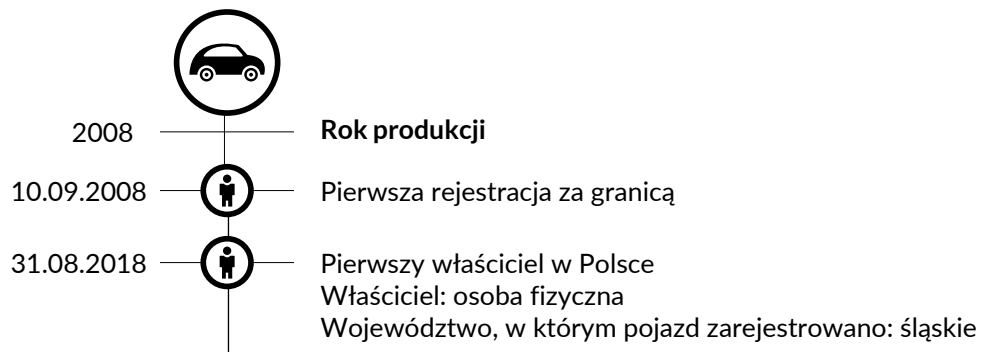 2008 Rok produkcji
10.09.2008 Pierwsza rejestracja za granicą
31.08.2018 Pierwszy właściciel w Polsce
Właściciel: osoba fizyczna
Województwo, w którym pojazd zarejestrowano: śląskie